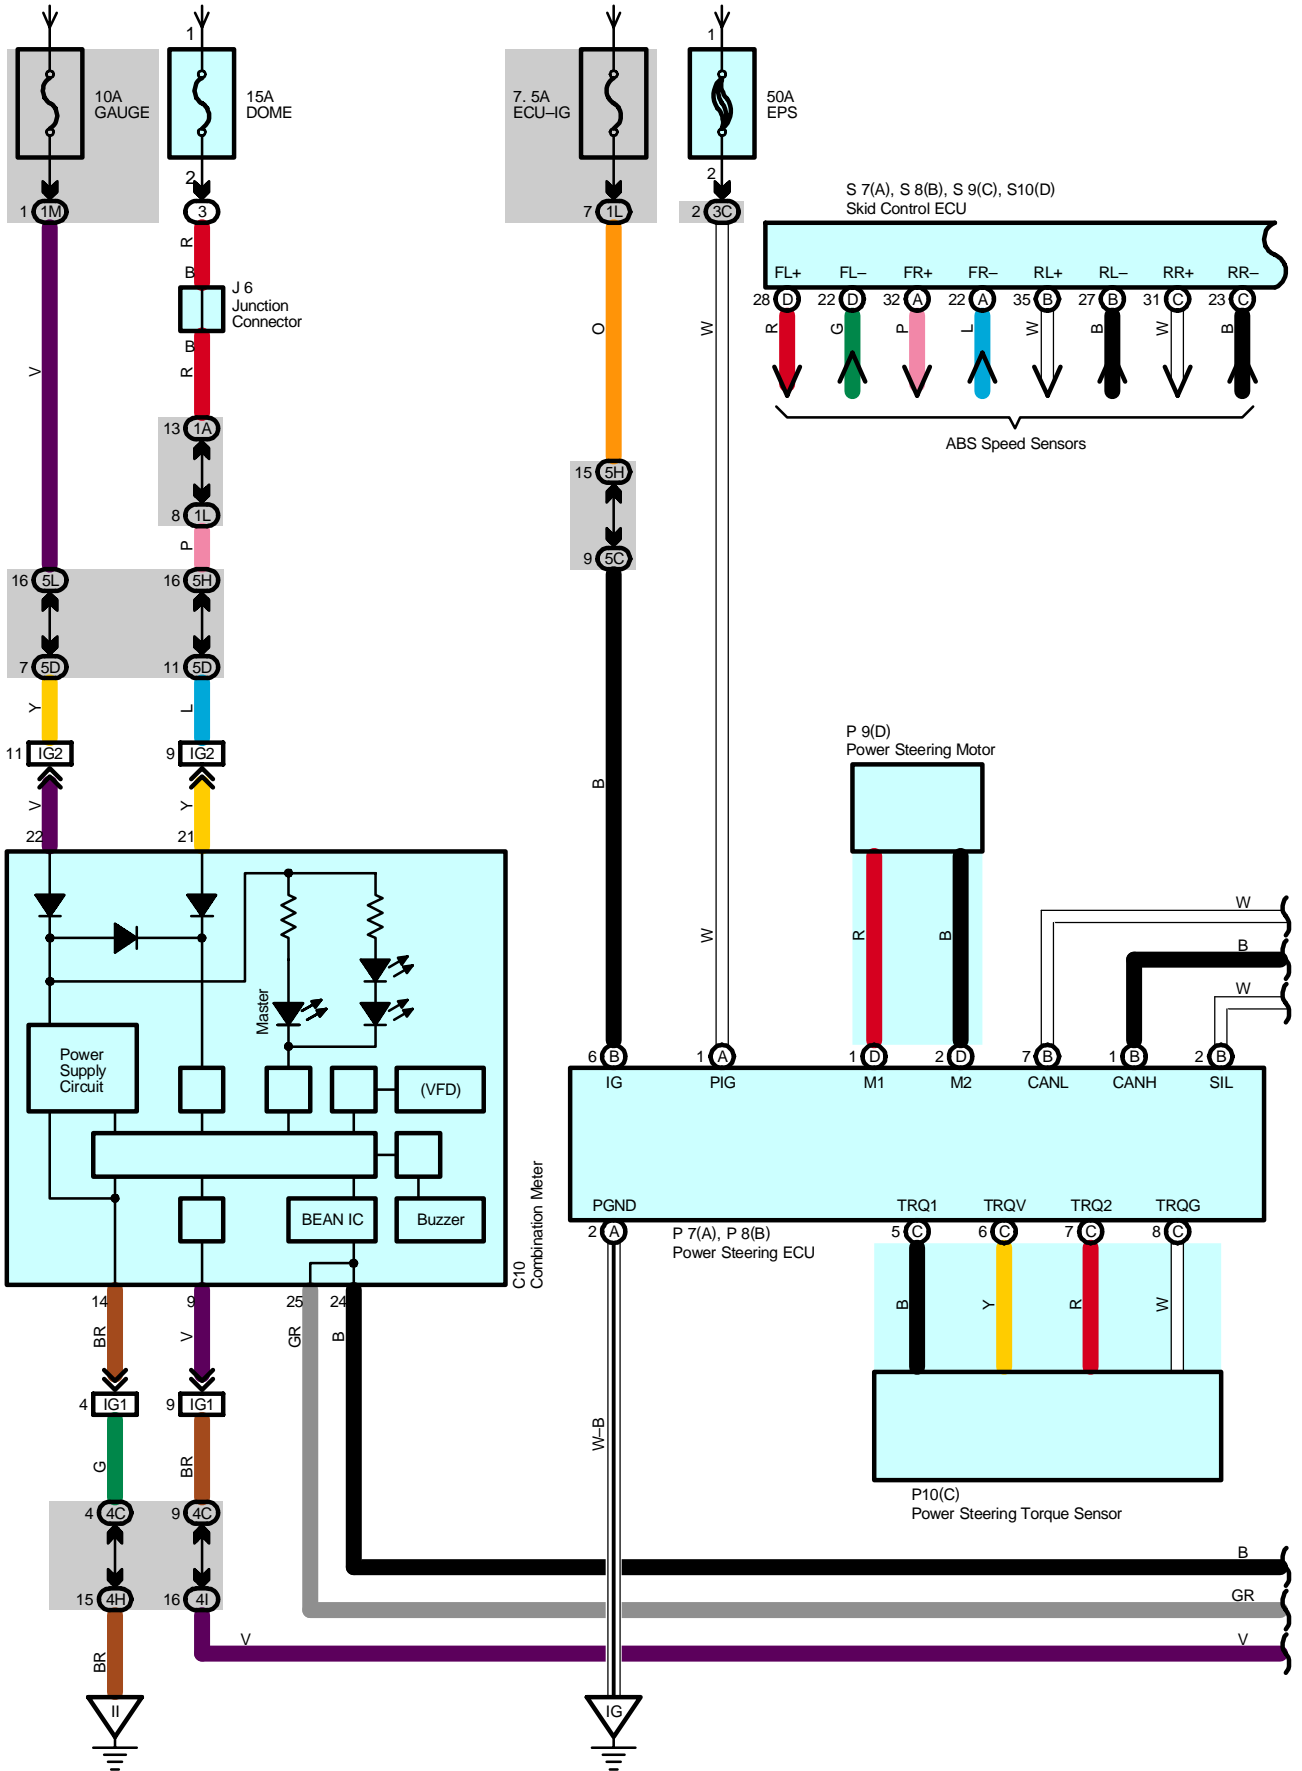 1
1
10A
GAUGE
15A
DOME
7. 5A
ECU–IG
50A
EPS
2
2
1 1M
3
7 1L
2 3C
S 7(A), S 8(B), S 9(C), S10(D)
Skid Control ECU
FL+ FL– FR+ FR– RL+ RL– RR+ RR–
28 D 22 D 32 A 22 A 35 B 27 B 31 C 23 C
R G P L W B W B
ABS Speed Sensors
R
B
J 6
Junction
Connector
B
R
V
O
W
13 1A
8 1L
P
15 5H
9 5C
16 5L
16 5H
7 5D
11 5D
Y
L
11 IG2
9 IG2
V
Y
22
21
B
W
P 9(D)
Power Steering Motor
R
B
W
B
W
Master
Power
Supply
Circuit
(VFD)
BEAN IC
Buzzer
C10
Combination Meter
6 B
1 A
1 D
2 D
7 B
1 B
2 B
IG PIG M1 M2 CANL CANH SIL
PGND TRQ1 TRQV TRQ2 TRQG
2 A
5 C
6 C
7 C
8 C
P 7(A), P 8(B)
Power Steering ECU
B
Y
R
W
P10(C)
Power Steering Torque Sensor
14
9
25
24
BR
V
GR
B
4 IG1
9 IG1
G
BR
W–B
4 4C
9 4C
15 4H
16 4I
B
GR
V
V
BR
II
IG